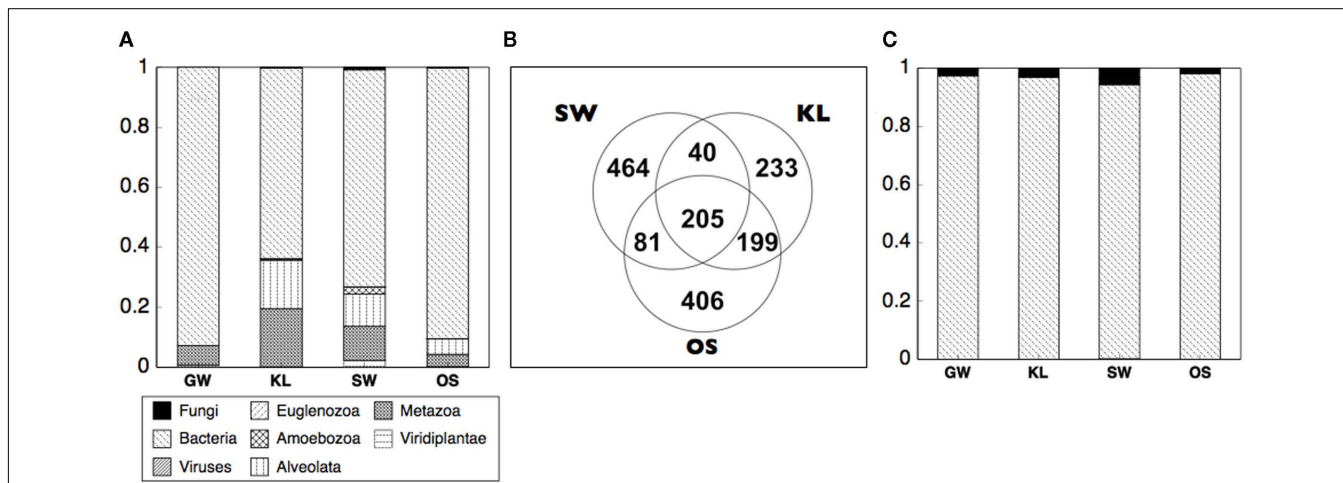 A
1
0.8
0.6
0.4
0.2
0
GW KL SW OS
Fungi Euglenozoa Metazoa
Bacteria Amoebozoa Viridiplantae
Viruses Alveolata
B
SW KL
464 40 233
205
81 199
406
OS
C
1
0.8
0.6
0.4
0.2
0
GW KL SW OS